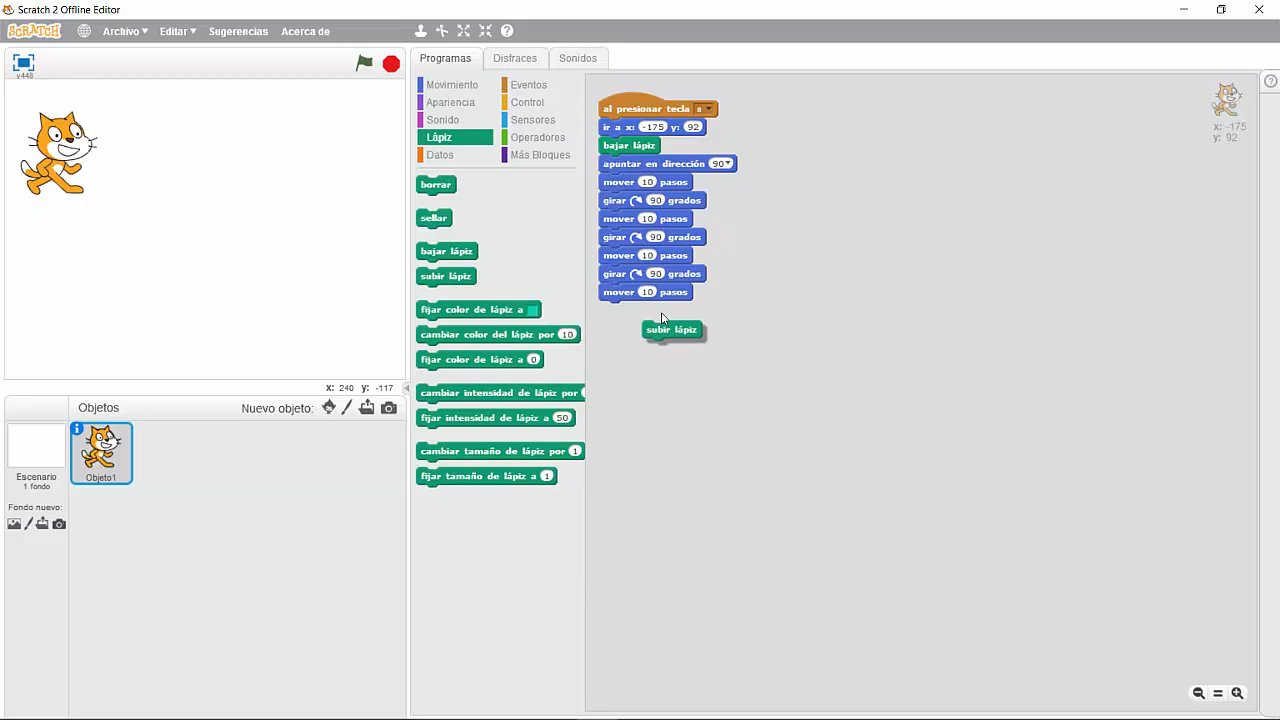 Scratch 2 Offline Editor
SCRATCH Archivo Editar Sugerencias Acerca de
v448
Programas Disfraces Sonidos
Movimiento Eventos
Apariencia Control
Sonido Sensores
Lápiz Operadores
Datos Más Bloques
borrar
sellar
bajar lápiz
subir lápiz
fijar color de lápiz a
cambiar color del lápiz por 10
fijar color de lápiz a 0
cambiar intensidad de lápiz por
fijar intensidad de lápiz a 50
cambiar tamaño de lápiz por 1
fijar tamaño de lápiz a 1
al presionar tecla a
ir a x: -175 y: 92
bajar lápiz
apuntar en dirección 90
mover 10 pasos
girar 90 grados
mover 10 pasos
girar 90 grados
mover 10 pasos
girar 90 grados
mover 10 pasos
subir lápiz
x: -175
y: 92
x: 240 y: -117
Objetos Nuevo objeto:
Escenario
1 fondo
Fondo nuevo:
Objeto1